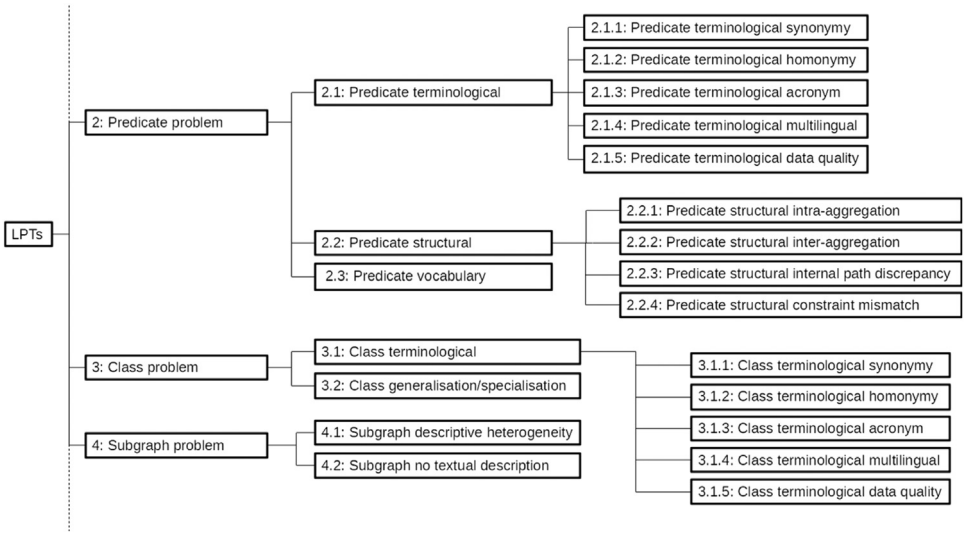 LPTs
2: Predicate problem
2.1: Predicate terminological
2.1.1: Predicate terminological synonymy
2.1.2: Predicate terminological homonymy
2.1.3: Predicate terminological acronym
2.1.4: Predicate terminological multilingual
2.1.5: Predicate terminological data quality
2.2: Predicate structural
2.2.1: Predicate structural intra-aggregation
2.2.2: Predicate structural inter-aggregation
2.2.3: Predicate structural internal path discrepancy
2.2.4: Predicate structural constraint mismatch
2.3: Predicate vocabulary
3: Class problem
3.1: Class terminological
3.1.1: Class terminological synonymy
3.1.2: Class terminological homonymy
3.1.3: Class terminological acronym
3.1.4: Class terminological multilingual
3.1.5: Class terminological data quality
3.2: Class generalisation/specialisation
4: Subgraph problem
4.1: Subgraph descriptive heterogeneity
4.2: Subgraph no textual description